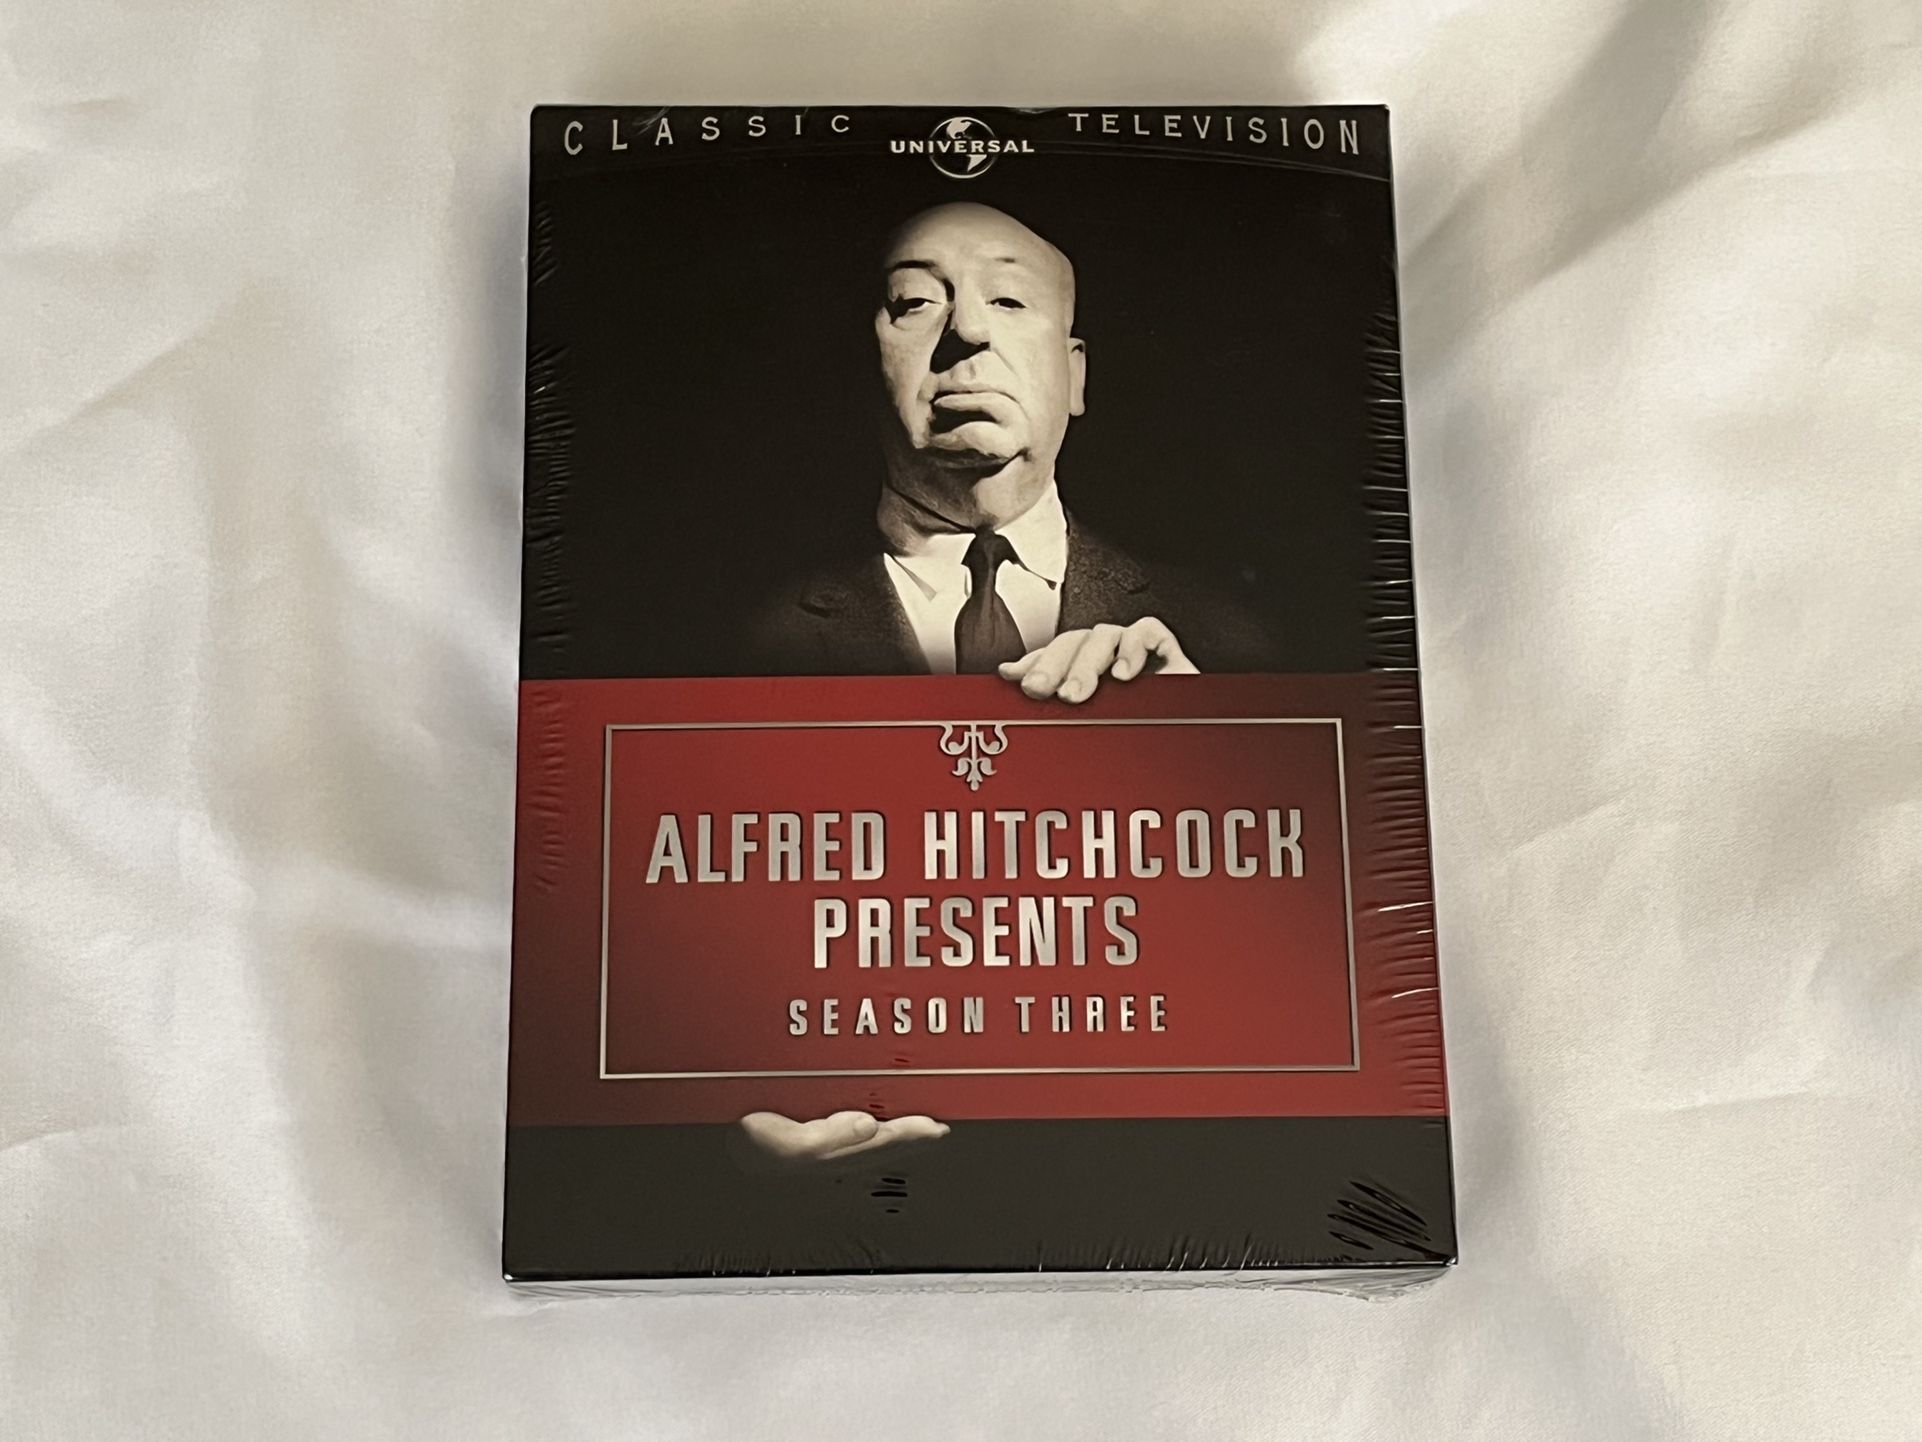 CLASSIC UNIVERSAL TELEVISION
ALFRED HITCHCOCK
PRESENTS
SEASON THREE